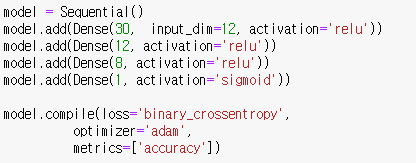 model = Sequential()
model.add(Dense(30,  input_dim=12, activation='relu'))
model.add(Dense(12, activation='relu'))
model.add(Dense(8, activation='relu'))
model.add(Dense(1, activation='sigmoid'))

model.compile(loss='binary_crossentropy',
          optimizer='adam',
          metrics=['accuracy'])